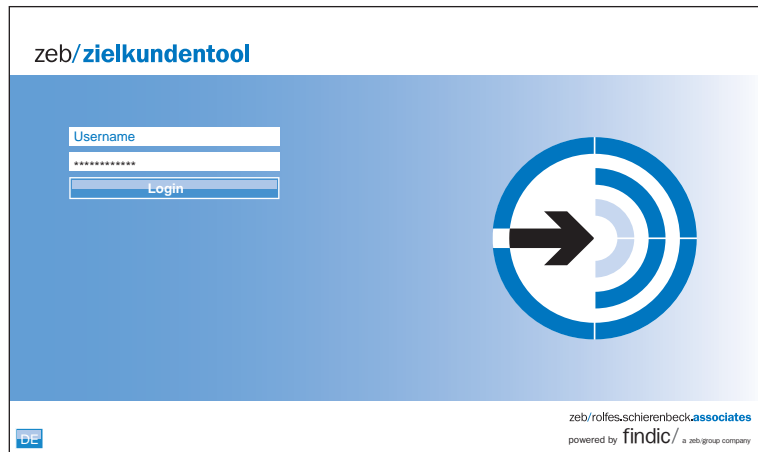 zeb/zielkundentool
Username
************
Login
zeb/rolfes.schierenbeck.associates
DE
powered by findic/ a zeb/group company